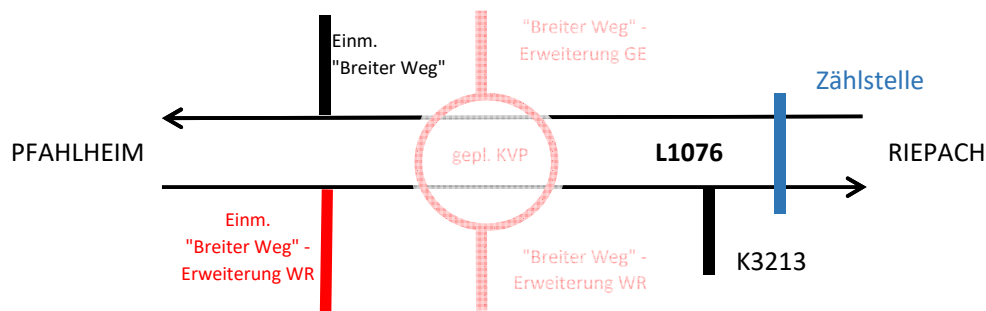 "Breiter Weg" -
Erweiterung GE
Einm.
"Breiter Weg"
Zählstelle
PFAHLHEIM
gepl. KVP
L1076
RIEPACH
Einm.
"Breiter Weg" -
Erweiterung WR
"Breiter Weg" -
Erweiterung WR
K3213